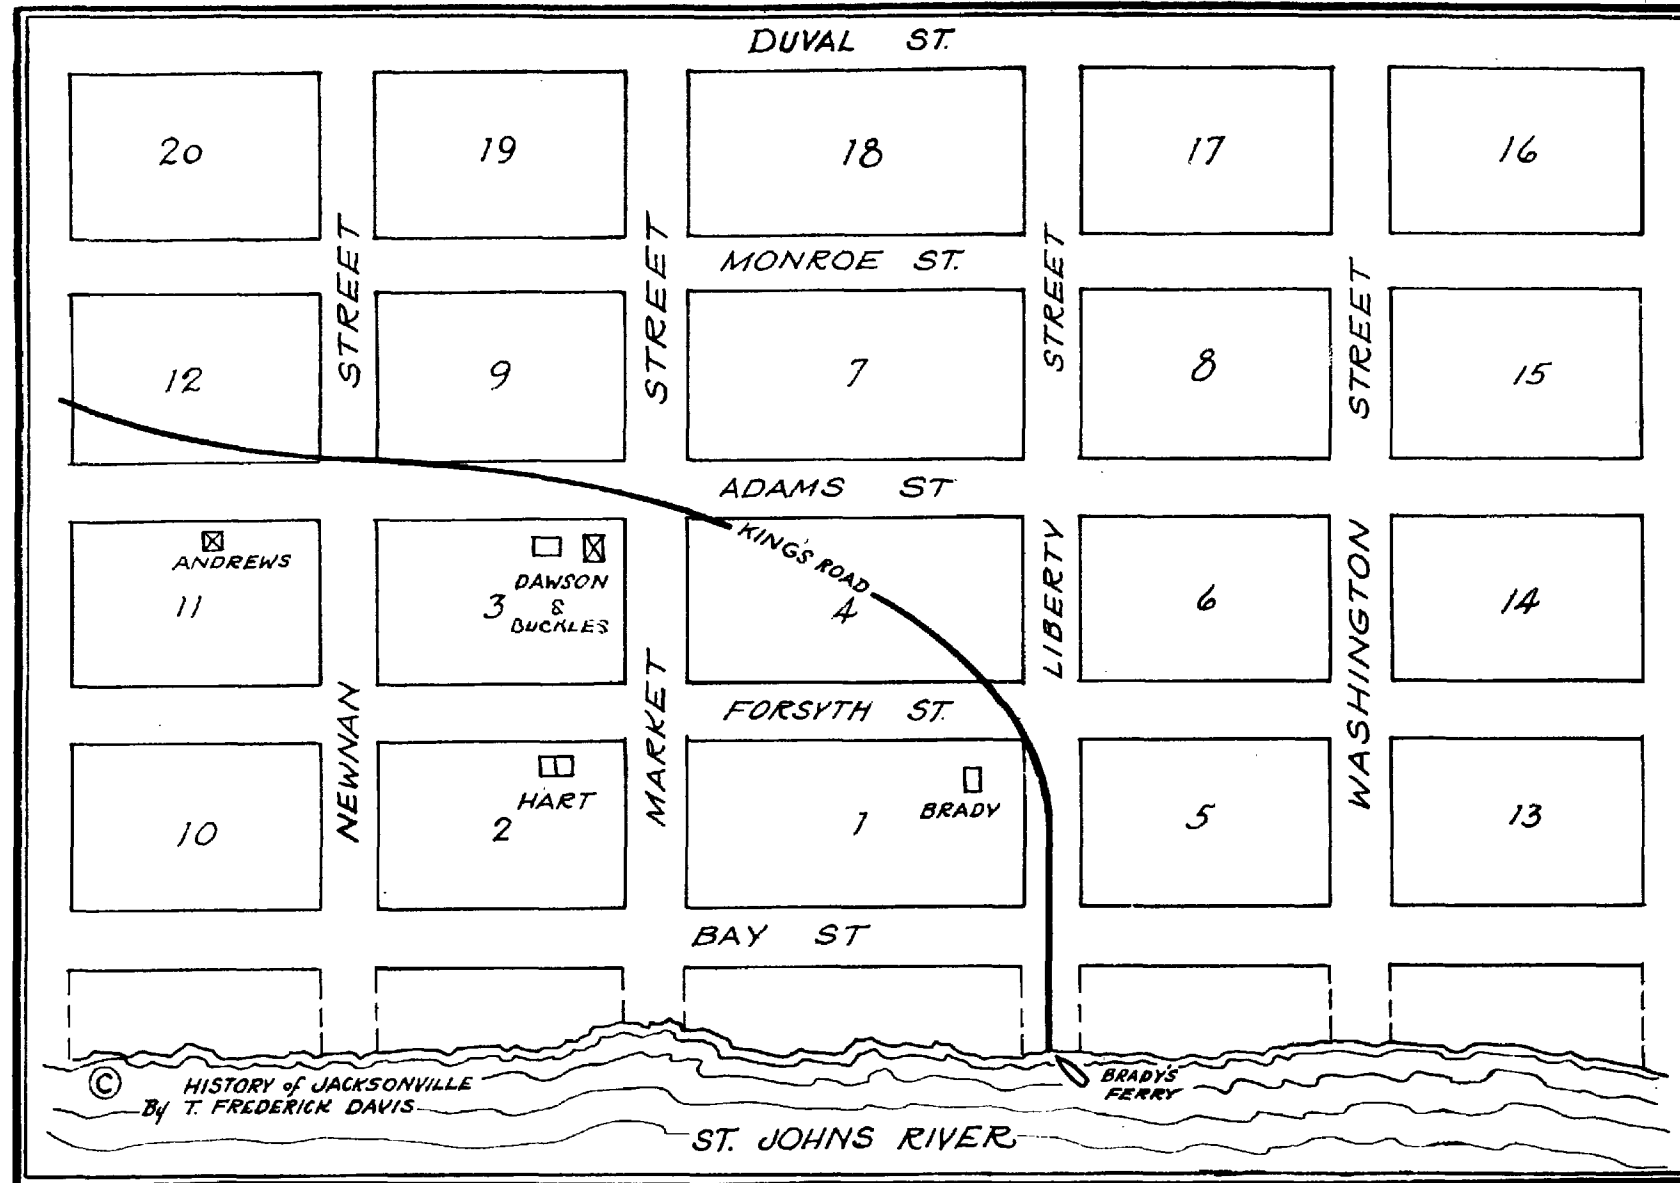 DUVAL ST.
20
19
18
17
16
STREET
STREET
MONROE ST.
STREET
STREET
12
9
7
8
15
ADAMS ST
KING'S ROAD
ANDREWS
11
3
DAWSON
&
BUCKLES
4
LIBERTY
6
WASHINGTON
14
NEWNAN
MARKET
FORSYTH ST.
10
HART
2
1
BRADY
5
13
BAY ST
© HISTORY of JACKSONVILLE
By T. FREDERICK DAVIS
BRADY'S
FERRY
ST. JOHNS RIVER